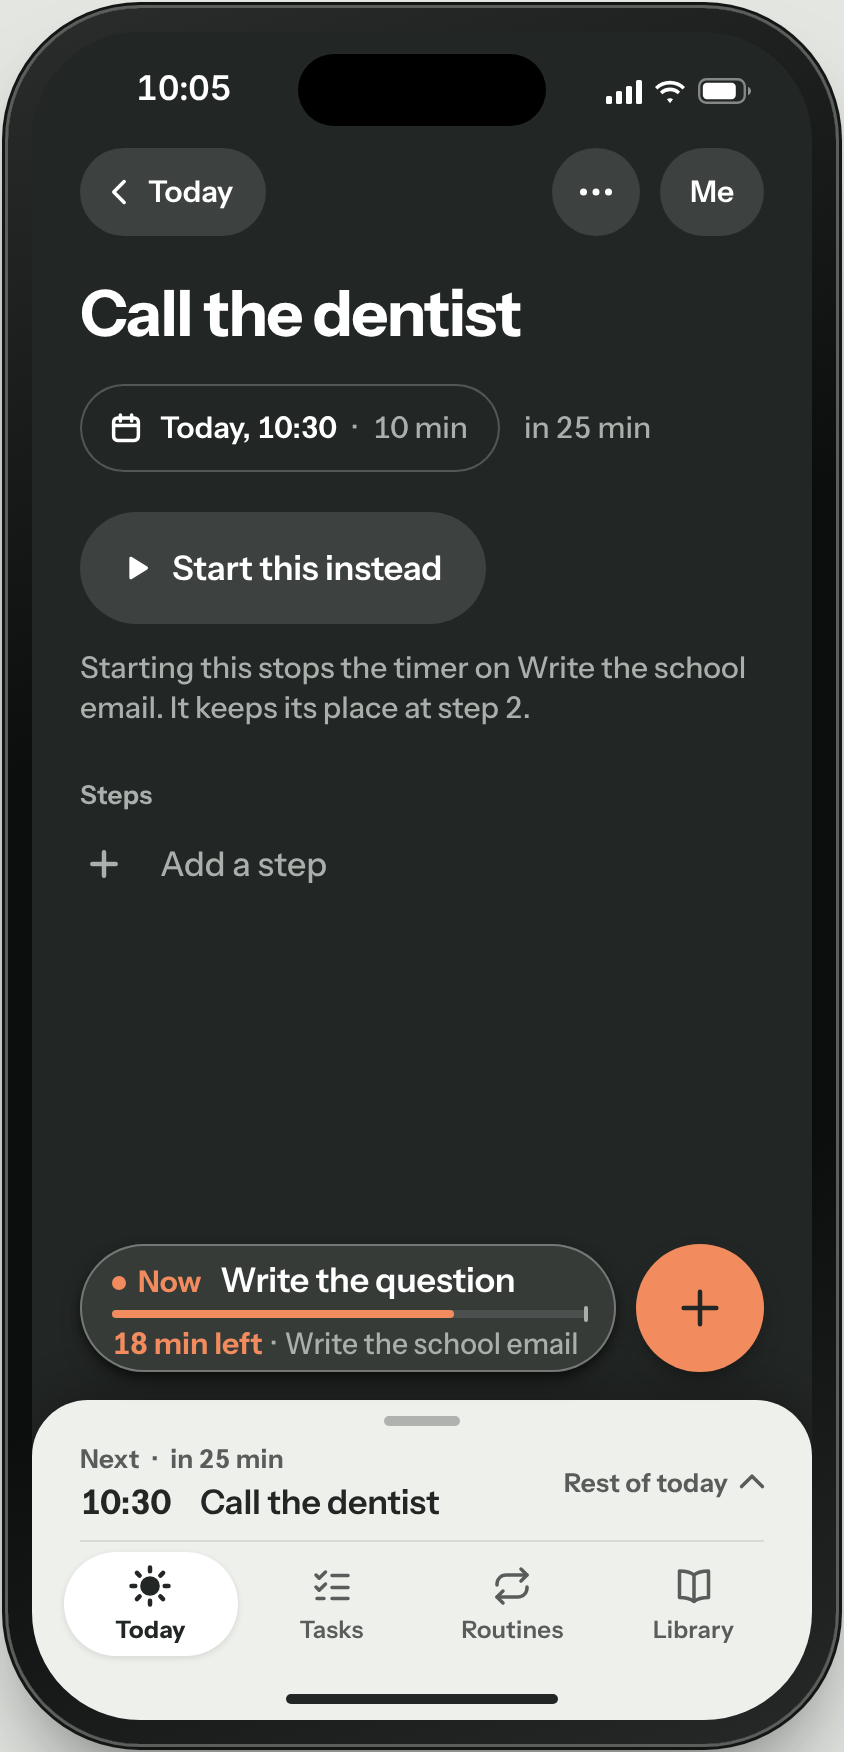 10:05
Today
Me
Call the dentist
Today, 10:30 · 10 min in 25 min
Start this instead
Starting this stops the timer on Write the school
email. It keeps its place at step 2.
Steps
Add a step
Now Write the question
18 min left · Write the school email
Next · in 25 min
10:30 Call the dentist
Rest of today
Today
Tasks
Routines
Library